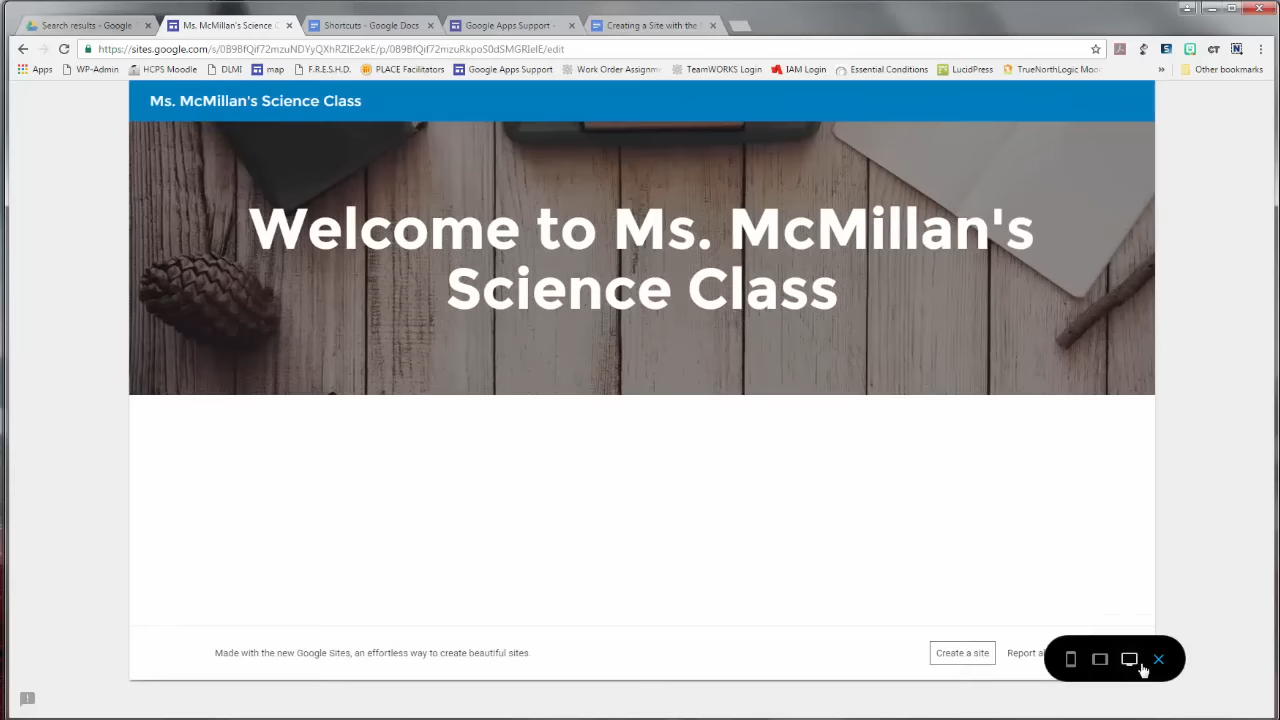 Search results - Google
Ms. McMillan's Science C
Shortcuts - Google Docs
Google Apps Support -
Creating a Site with the
https://sites.google.com/s/0B9BfQif72mzuNDYyQXhRZlE2ekE/p/0B9BfQif72mzuRkpoS0dSMGRIelE/edit
Apps
WP-Admin
HCPS Moodle
DLMI
map
F.R.E.S.H.D.
PLACE Facilitators
Google Apps Support
Work Order Assignm
TeamWORKS Login
IAM Login
Essential Conditions
LucidPress
TrueNorthLogic Moo
»
Other bookmarks
Ms. McMillan's Science Class
Welcome to Ms. McMillan's
Science Class
Made with the new Google Sites, an effortless way to create beautiful sites.
Create a site
Report a